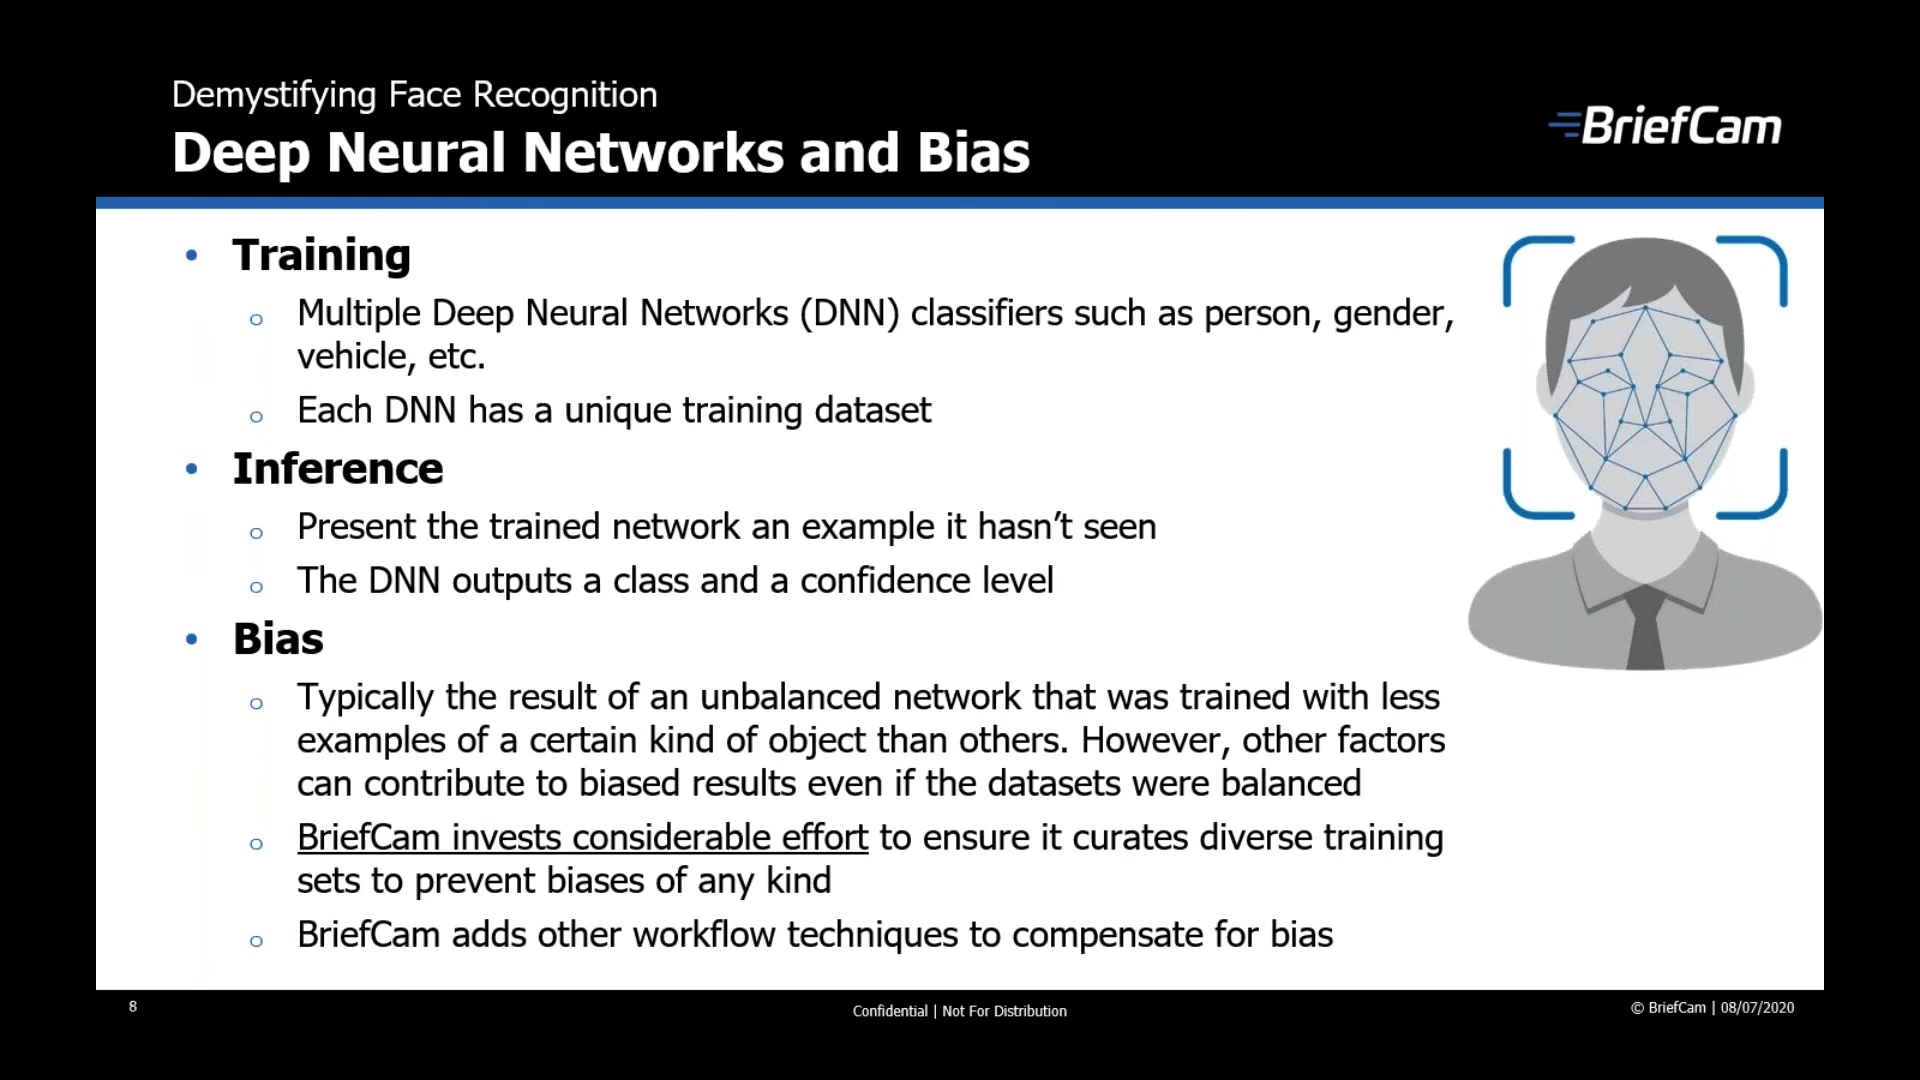 Demystifying Face Recognition
Deep Neural Networks and Bias
BriefCam
• Training
o Multiple Deep Neural Networks (DNN) classifiers such as person, gender,
vehicle, etc.
o Each DNN has a unique training dataset
• Inference
o Present the trained network an example it hasn’t seen
o The DNN outputs a class and a confidence level
• Bias
o Typically the result of an unbalanced network that was trained with less
examples of a certain kind of object than others. However, other factors
can contribute to biased results even if the datasets were balanced
o BriefCam invests considerable effort to ensure it curates diverse training
sets to prevent biases of any kind
o BriefCam adds other workflow techniques to compensate for bias
8
Confidential | Not For Distribution
© BriefCam | 08/07/2020